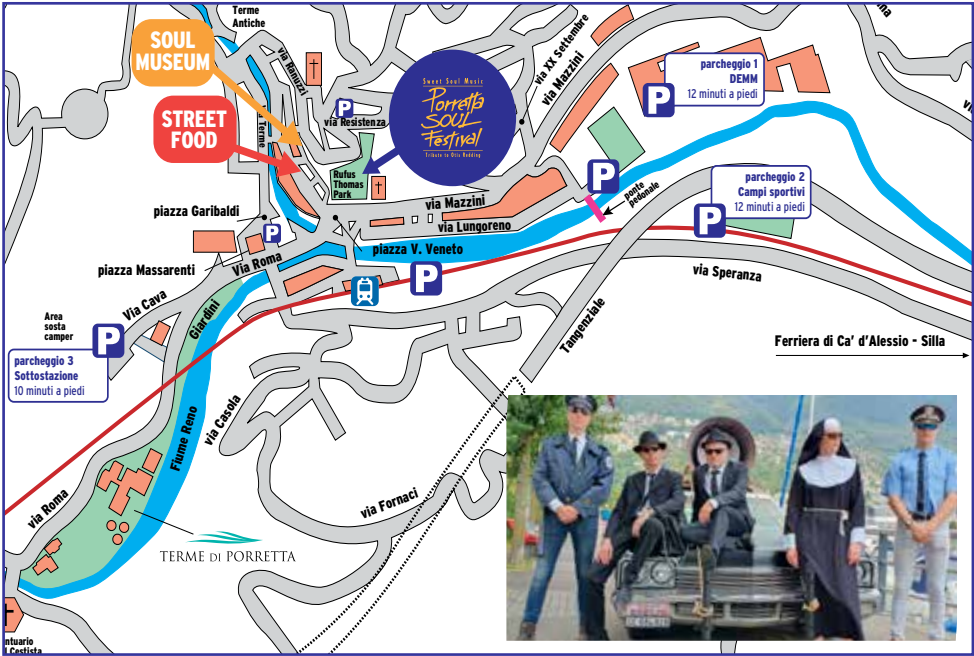 Terme
Antiche
SOUL
MUSEUM
STREET
FOOD
via Ranuzzi
Terme
P
via Resistenza
Sweet Soul Music
Porretta
SOUL
Festival
Tribute to Otis Redding
via XX Settembre
via Mazzini
P
parcheggio 1
DEMM
12 minuti a piedi
Rufus
Thomas
Park
P
ponte
pedonale
parcheggio 2
Campi sportivi
12 minuti a piedi
P
via Mazzini
via Lungoreno
piazza Garibaldi
P
piazza V. Veneto
piazza Massarenti
Via Roma
P
via Speranza
Via Cava
Giardini
Area
sosta
camper
P
parcheggio 3
Sottostazione
10 minuti a piedi
Tangenziale
Ferriera di Ca' d'Alessio - Silla
via Casola
Fiume Reno
via Roma
via Fornaci
TERME DI PORRETTA